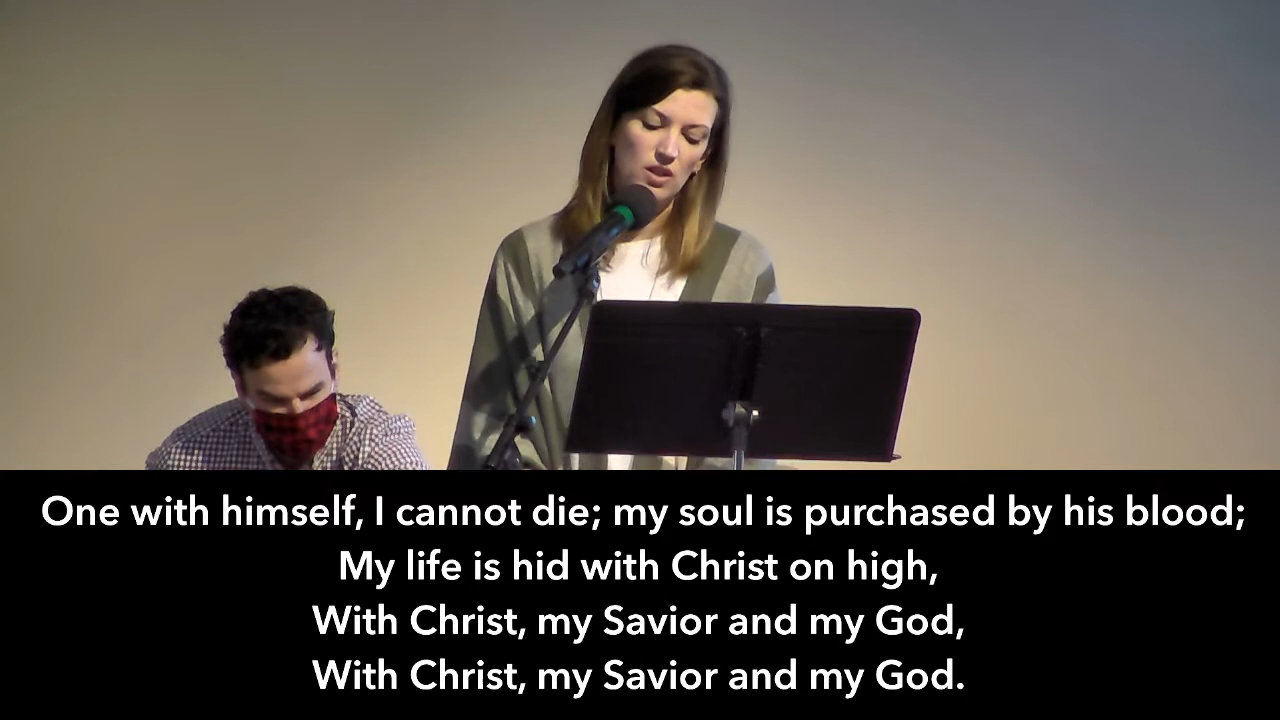 One with himself, I cannot die; my soul is purchased by his blood;
My life is hid with Christ on high,
With Christ, my Savior and my God,
With Christ, my Savior and my God.